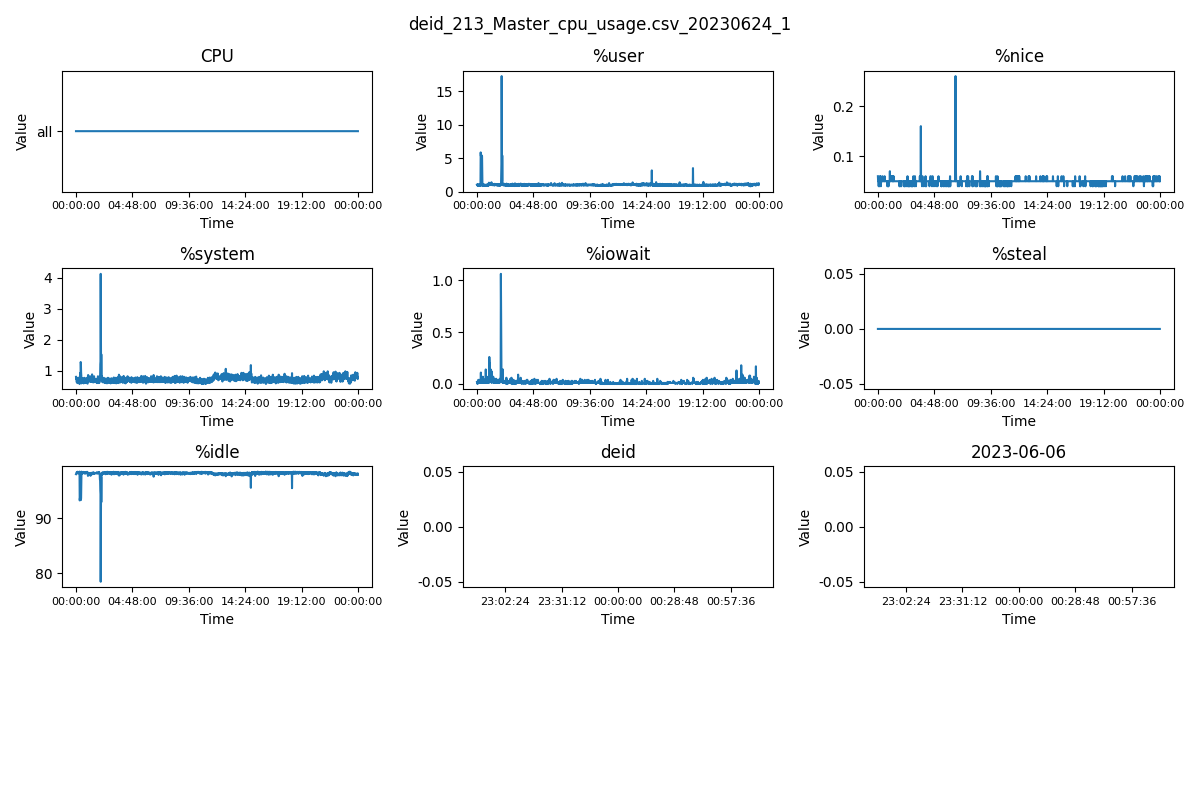 deid_213_Master_cpu_usage.csv_20230624_1
CPU
Value
all
00:00:00 04:48:00 09:36:00 14:24:00 19:12:00 00:00:00
Time
%user
Value
15
10
5
0
00:00:00 04:48:00 09:36:00 14:24:00 19:12:00 00:00:00
Time
%nice
Value
0.2
0.1
00:00:00 04:48:00 09:36:00 14:24:00 19:12:00 00:00:00
Time
%system
Value
4
3
2
1
00:00:00 04:48:00 09:36:00 14:24:00 19:12:00 00:00:00
Time
%iowait
Value
1.0
0.5
0.0
00:00:00 04:48:00 09:36:00 14:24:00 19:12:00 00:00:00
Time
%steal
Value
0.05
0.00
-0.05
00:00:00 04:48:00 09:36:00 14:24:00 19:12:00 00:00:00
Time
%idle
Value
90
80
00:00:00 04:48:00 09:36:00 14:24:00 19:12:00 00:00:00
Time
deid
Value
0.05
0.00
-0.05
23:02:24 23:31:12 00:00:00 00:28:48 00:57:36
Time
2023-06-06
Value
0.05
0.00
-0.05
23:02:24 23:31:12 00:00:00 00:28:48 00:57:36
Time